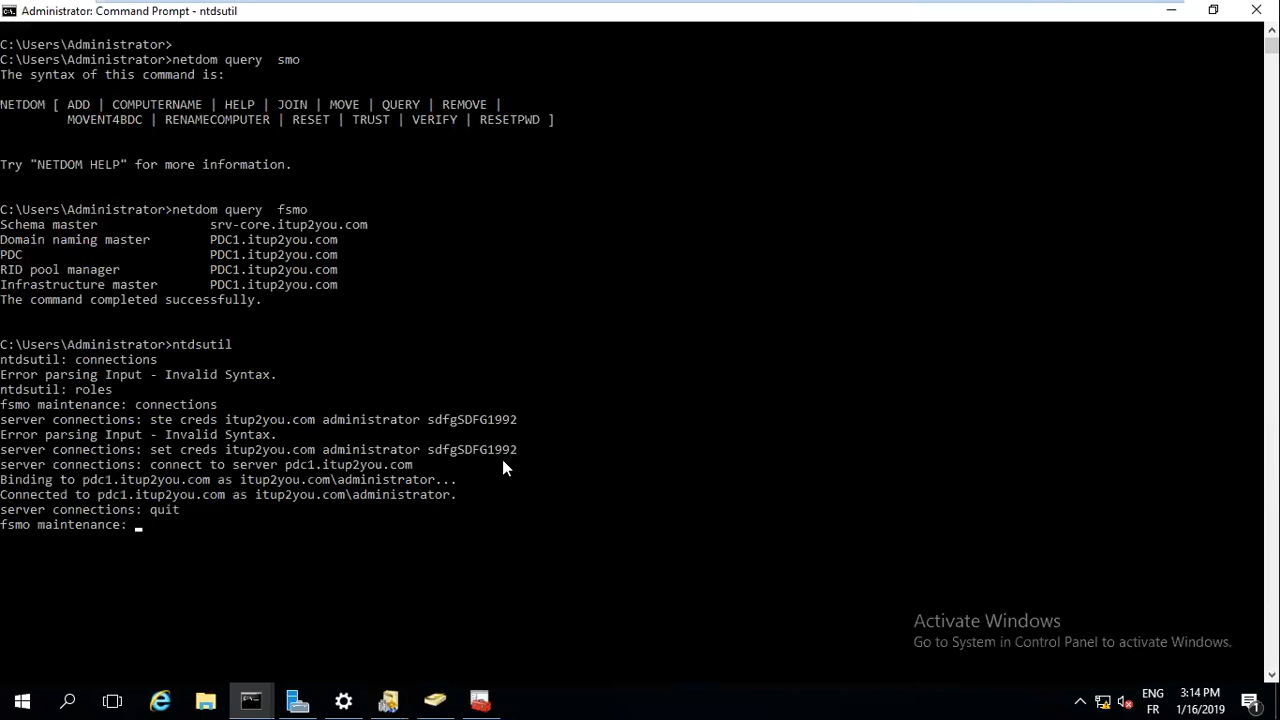 Administrator: Command Prompt - ntdsutil
C:\Users\Administrator>
C:\Users\Administrator>netdom query  smo
The syntax of this command is:
NETDOM [ ADD | COMPUTERNAME | HELP | JOIN | MOVE | QUERY | REMOVE |
MOVENT4BDC | RENAMECOMPUTER | RESET | TRUST | VERIFY | RESETPWD ]
Try "NETDOM HELP" for more information.
C:\Users\Administrator>netdom query  fsmo
Schema master               srv-core.itup2you.com
Domain naming master        PDC1.itup2you.com
PDC                         PDC1.itup2you.com
RID pool manager            PDC1.itup2you.com
Infrastructure master       PDC1.itup2you.com
The command completed successfully.
C:\Users\Administrator>ntdsutil
ntdsutil: connections
Error parsing Input - Invalid Syntax.
ntdsutil: roles
fsmo maintenance: connections
server connections: ste creds itup2you.com administrator sdfgSDFG1992
Error parsing Input - Invalid Syntax.
server connections: set creds itup2you.com administrator sdfgSDFG1992
server connections: connect to server pdc1.itup2you.com
Binding to pdc1.itup2you.com as itup2you.com\administrator...
Connected to pdc1.itup2you.com as itup2you.com\administrator.
server connections: quit
fsmo maintenance:
Activate Windows
Go to System in Control Panel to activate Windows.
ENG
FR
3:14 PM
1/16/2019
1